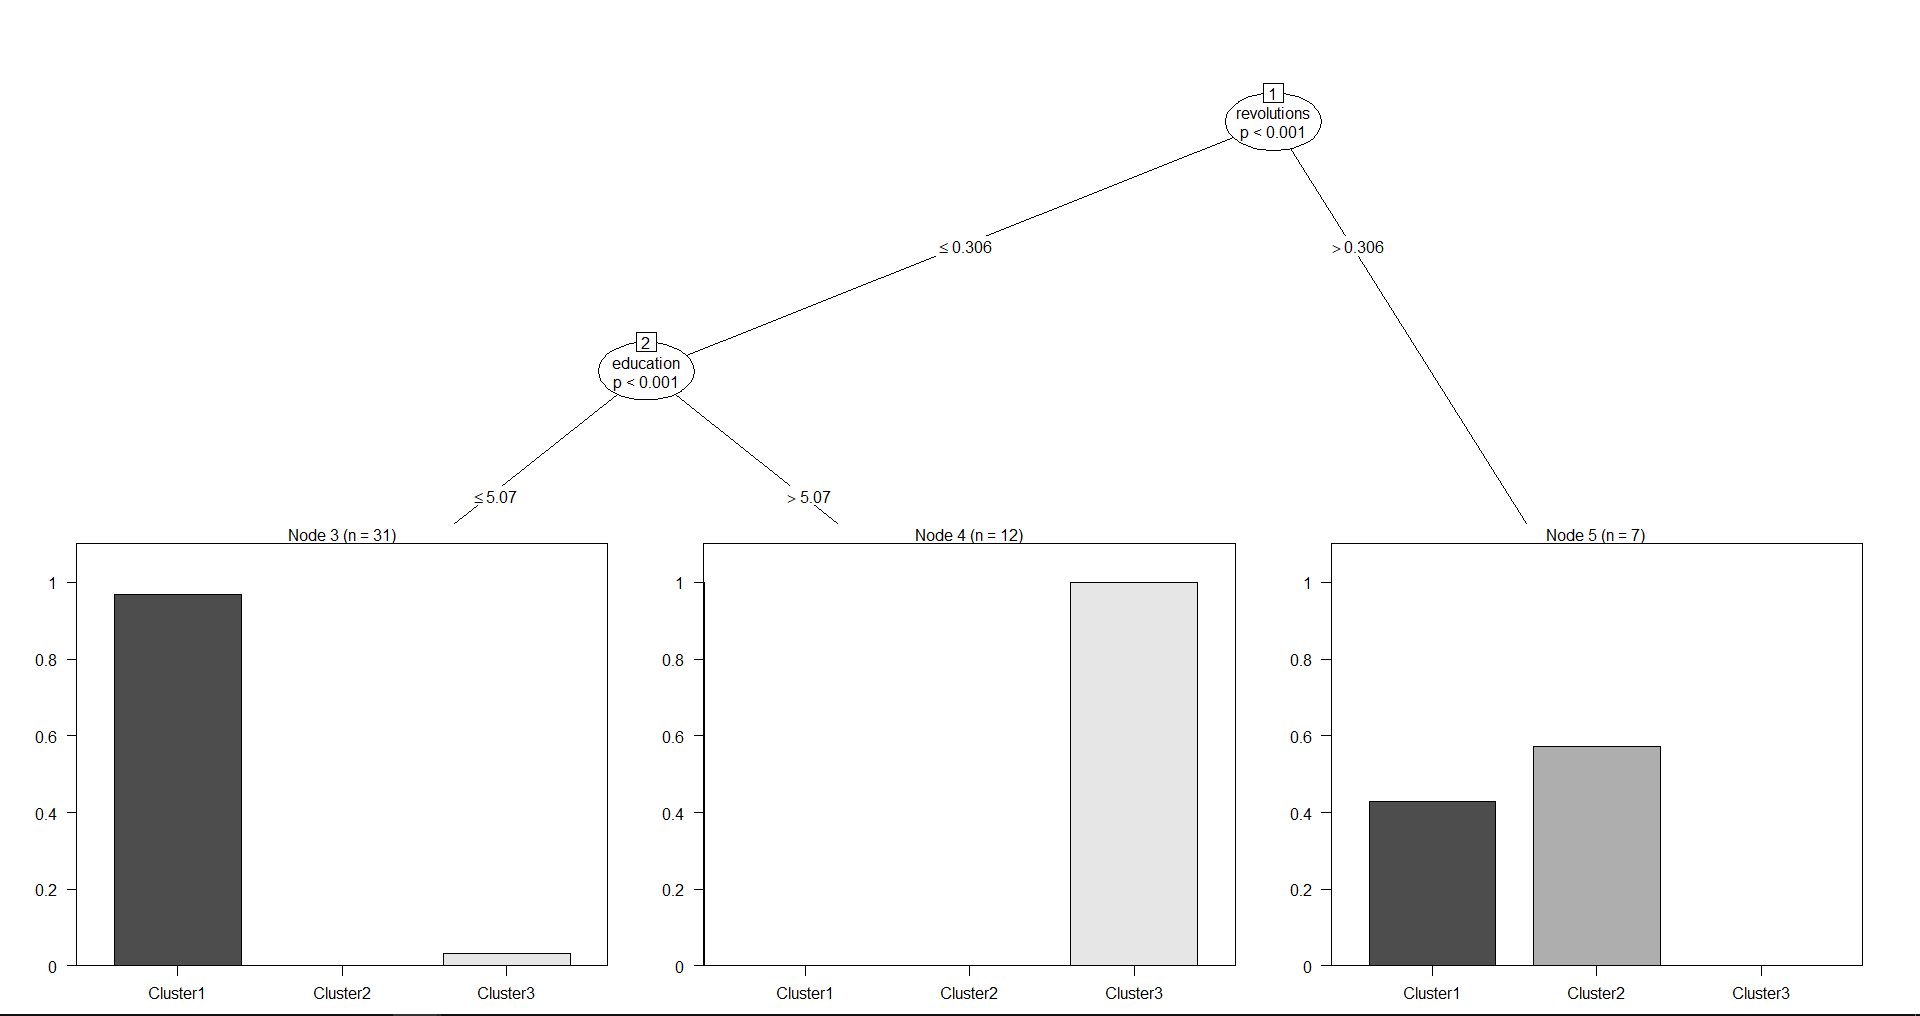 1
revolutions
p < 0.001
≤ 0.306
> 0.306
2
education
p < 0.001
≤ 5.07
> 5.07
Node 3 (n = 31)
1
0.8
0.6
0.4
0.2
0
Cluster1 Cluster2 Cluster3
Node 4 (n = 12)
1
0.8
0.6
0.4
0.2
0
Cluster1 Cluster2 Cluster3
Node 5 (n = 7)
1
0.8
0.6
0.4
0.2
0
Cluster1 Cluster2 Cluster3